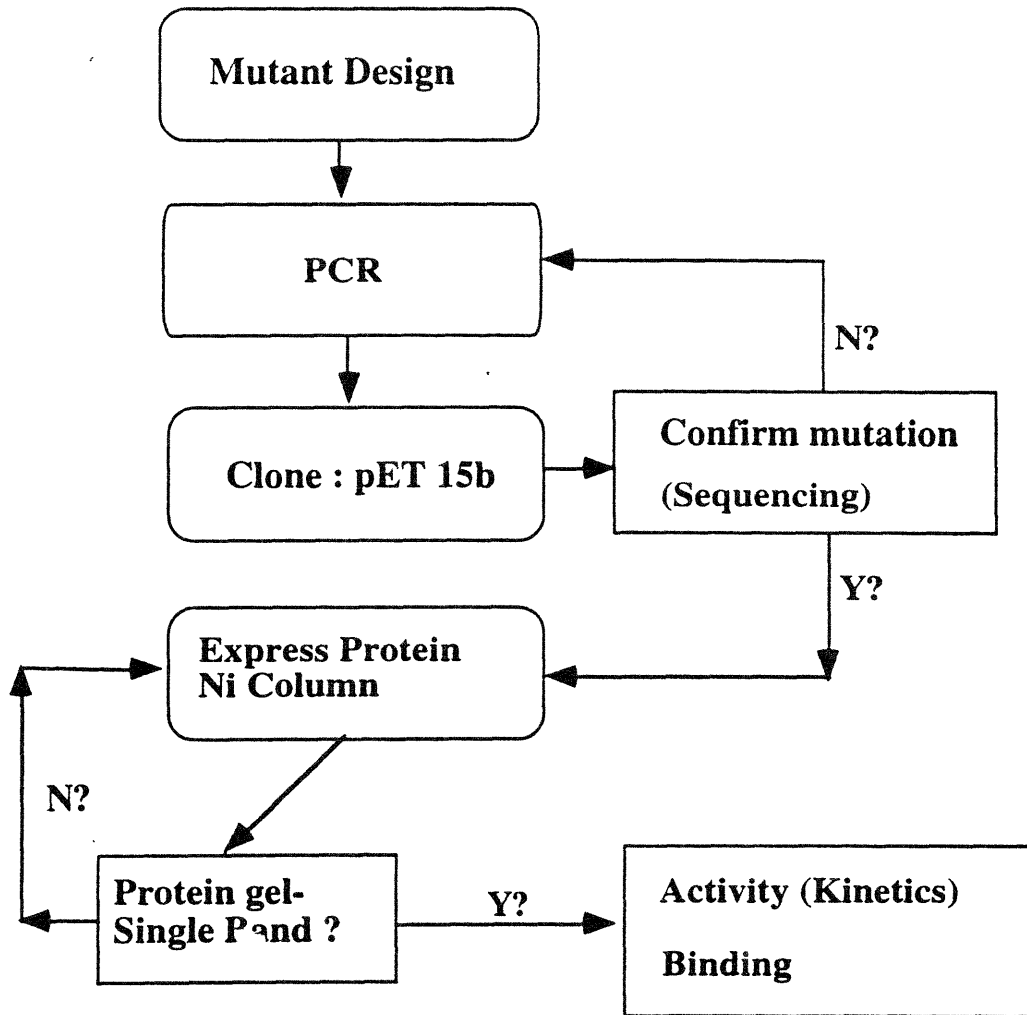 Mutant Design
PCR
N?
Clone : pET 15b
Confirm mutation
(Sequencing)
Y?
Express Protein
Ni Column
N?
Protein gel-
Single ?
Y?
Activity (Kinetics)
Binding